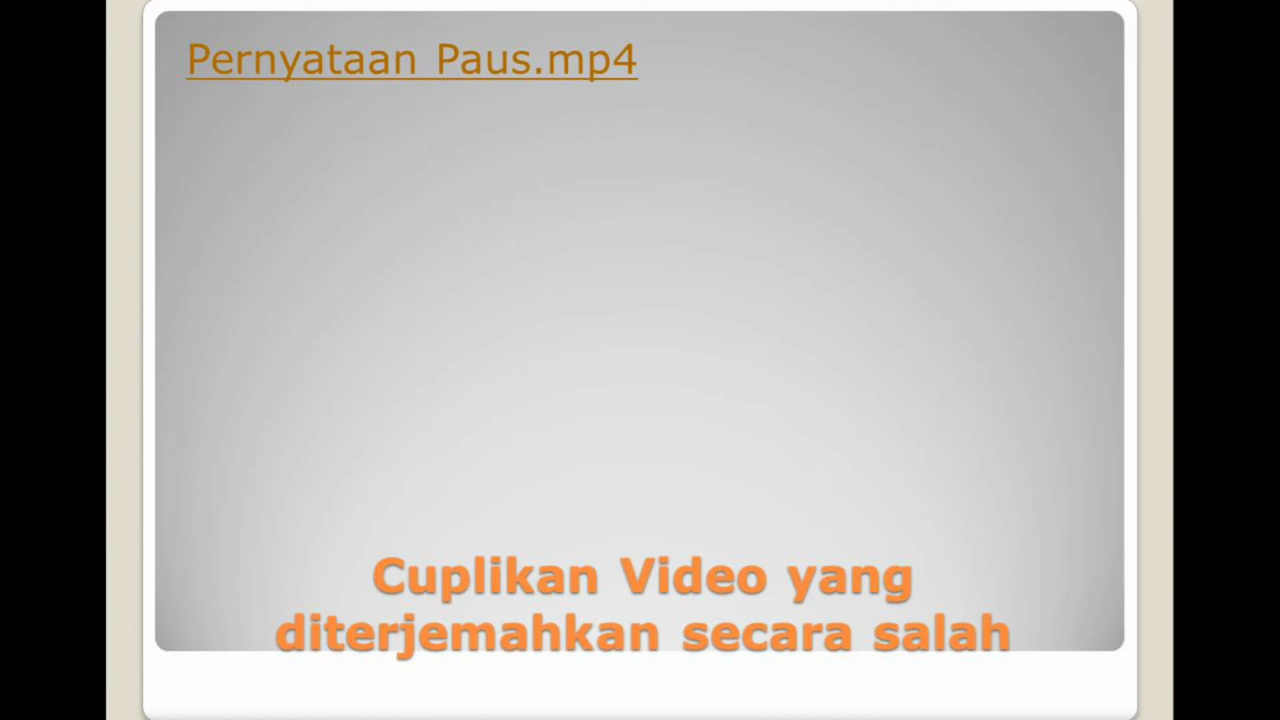 Pernyataan Paus.mp4
Cuplikan Video yang
diterjemahkan secara salah